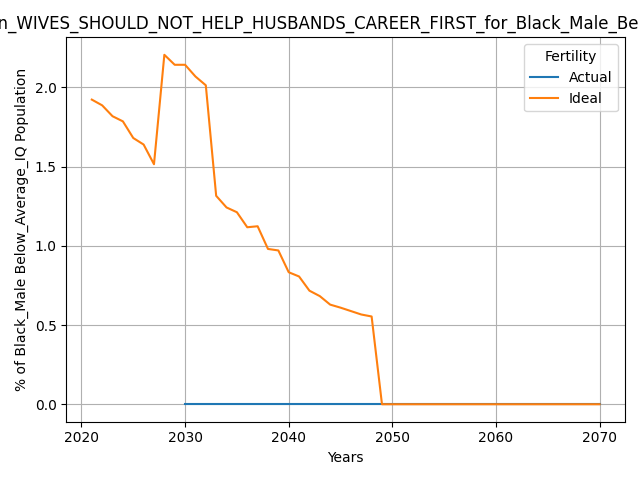 n_WIVES_SHOULD_NOT_HELP_HUSBANDS_CAREER_FIRST_for_Black_Male_Be
Fertility
Actual
Ideal
% of Black_Male Below_Average_IQ Population
2.0
1.5
1.0
0.5
0.0
2020 2030 2040 2050 2060 2070
Years